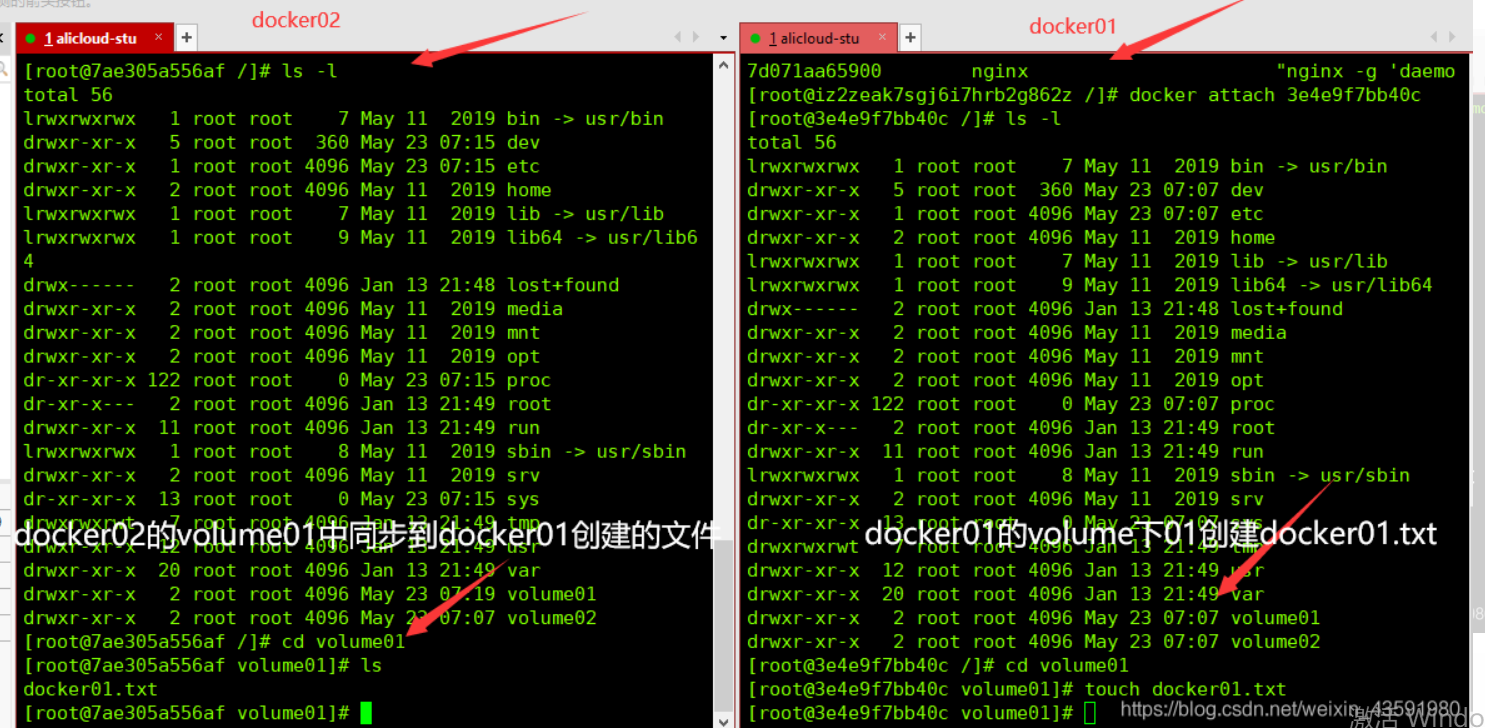 的前头按钮。
docker02
docker01
1 alicloud-stu
1 alicloud-stu
[root@7ae305a556af /]# ls -l
total 56
lrwxrwxrwx 1 root root 7 May 11 2019 bin -> usr/bin
drwxr-xr-x 5 root root 360 May 23 07:15 dev
drwxr-xr-x 1 root root 4096 May 23 07:15 etc
drwxr-xr-x 2 root root 4096 May 11 2019 home
lrwxrwxrwx 1 root root 7 May 11 2019 lib -> usr/lib
lrwxrwxrwx 1 root root 9 May 11 2019 lib64 -> usr/lib6
4
drwx------ 2 root root 4096 Jan 13 21:48 lost+found
drwxr-xr-x 2 root root 4096 May 11 2019 media
drwxr-xr-x 2 root root 4096 May 11 2019 mnt
drwxr-xr-x 2 root root 4096 May 11 2019 opt
dr-xr-xr-x 122 root root 0 May 23 07:15 proc
dr-xr-x--- 2 root root 4096 Jan 13 21:49 root
drwxr-xr-x 11 root root 4096 Jan 13 21:49 run
lrwxrwxrwx 1 root root 8 May 11 2019 sbin -> usr/sbin
drwxr-xr-x 2 root root 4096 May 11 2019 srv
dr-xr-xr-x 13 root root 0 May 23 07:15 sys
drwxrwxrwt 7 root root 4096 Jan 13 21:49 tmp
docker02的volume01中同步到docker01创建的文件
drwxr-xr-x 12 root root 4096 Jan 13 21:49 usr
drwxr-xr-x 20 root root 4096 Jan 13 21:49 var
drwxr-xr-x 2 root root 4096 May 23 07:19 volume01
drwxr-xr-x 2 root root 4096 May 23 07:07 volume02
[root@7ae305a556af /]# cd volume01
[root@7ae305a556af volume01]# ls
docker01.txt
[root@7ae305a556af volume01]#
7d071aa65900 nginx "nginx -g 'daemo
[root@iz2zeak7sgj6i7hrb2g862z /]# docker attach 3e4e9f7bb40c
[root@3e4e9f7bb40c /]# ls -l
total 56
lrwxrwxrwx 1 root root 7 May 11 2019 bin -> usr/bin
drwxr-xr-x 5 root root 360 May 23 07:07 dev
drwxr-xr-x 1 root root 4096 May 23 07:07 etc
drwxr-xr-x 2 root root 4096 May 11 2019 home
lrwxrwxrwx 1 root root 7 May 11 2019 lib -> usr/lib
lrwxrwxrwx 1 root root 9 May 11 2019 lib64 -> usr/lib64
drwx------ 2 root root 4096 Jan 13 21:48 lost+found
drwxr-xr-x 2 root root 4096 May 11 2019 media
drwxr-xr-x 2 root root 4096 May 11 2019 mnt
drwxr-xr-x 2 root root 4096 May 11 2019 opt
dr-xr-xr-x 122 root root 0 May 23 07:07 proc
dr-xr-x--- 2 root root 4096 Jan 13 21:49 root
drwxr-xr-x 11 root root 4096 Jan 13 21:49 run
lrwxrwxrwx 1 root root 8 May 11 2019 sbin -> usr/sbin
drwxr-xr-x 2 root root 4096 May 11 2019 srv
dr-xr-xr-x 13 root root 0 May 23 07:07 sys
docker01的volume下01创建docker01.txt
drwxrwxrwt 7 root root 4096 Jan 13 21:49 tmp
drwxr-xr-x 12 root root 4096 Jan 13 21:49 usr
drwxr-xr-x 20 root root 4096 Jan 13 21:49 var
drwxr-xr-x 2 root root 4096 May 23 07:07 volume01
drwxr-xr-x 2 root root 4096 May 23 07:07 volume02
[root@3e4e9f7bb40c /]# cd volume01
[root@3e4e9f7bb40c volume01]# touch docker01.txt
[root@3e4e9f7bb40c volume01]#
https://blog.csdn.net/weixin_43591980
激活 Windo